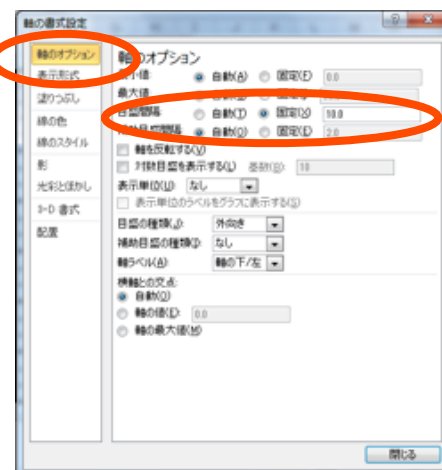 軸の書式設定
軸のオプション
表示形式
塗りつぶし
線の色
線のスタイル
影
光彩とぼかし
3-D 書式
配置
軸のオプション
自動(A) 固定(F) 0.0
最大値
目盛間隔 自動(T) 固定(X) 10.0
補助目盛間隔 自動(O) 固定(E) 2.0
軸を反転する(V)
対数目盛を表示する(L) 基数(B): 10
表示単位(U): なし
表示単位のラベルをグラフに表示する(S)
目盛の種類(J): 外向き
補助目盛の種類(I): なし
軸ラベル(A): 軸の下/左
横軸との交点:
自動(O)
軸の値(E): 0.0
軸の最大値(M)
閉じる